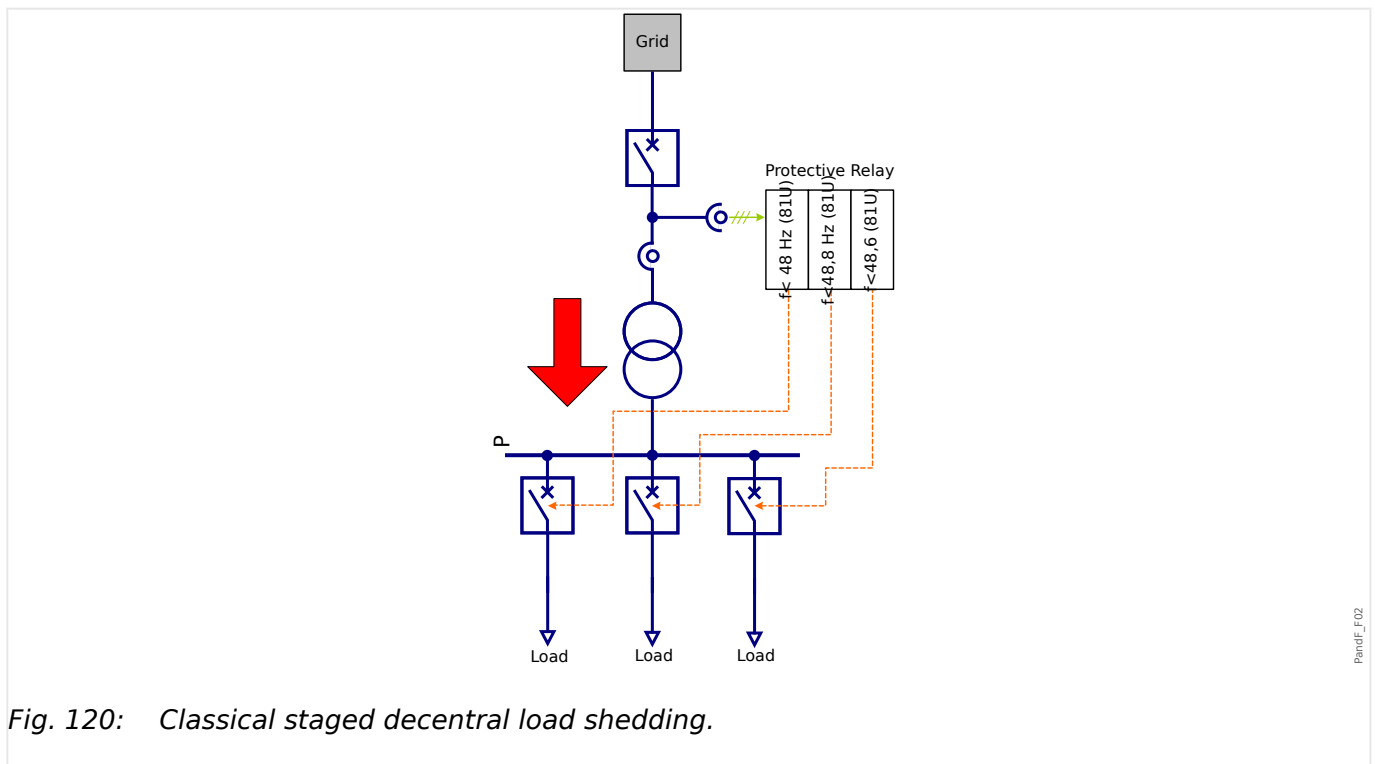 Grid
Protective Relay
f< 48 Hz (81U)
f<48,8 Hz (81U)
f<48,6 (81U)
P
Load
Load
Load
PandF_F02
Fig. 120: Classical staged decentral load shedding.